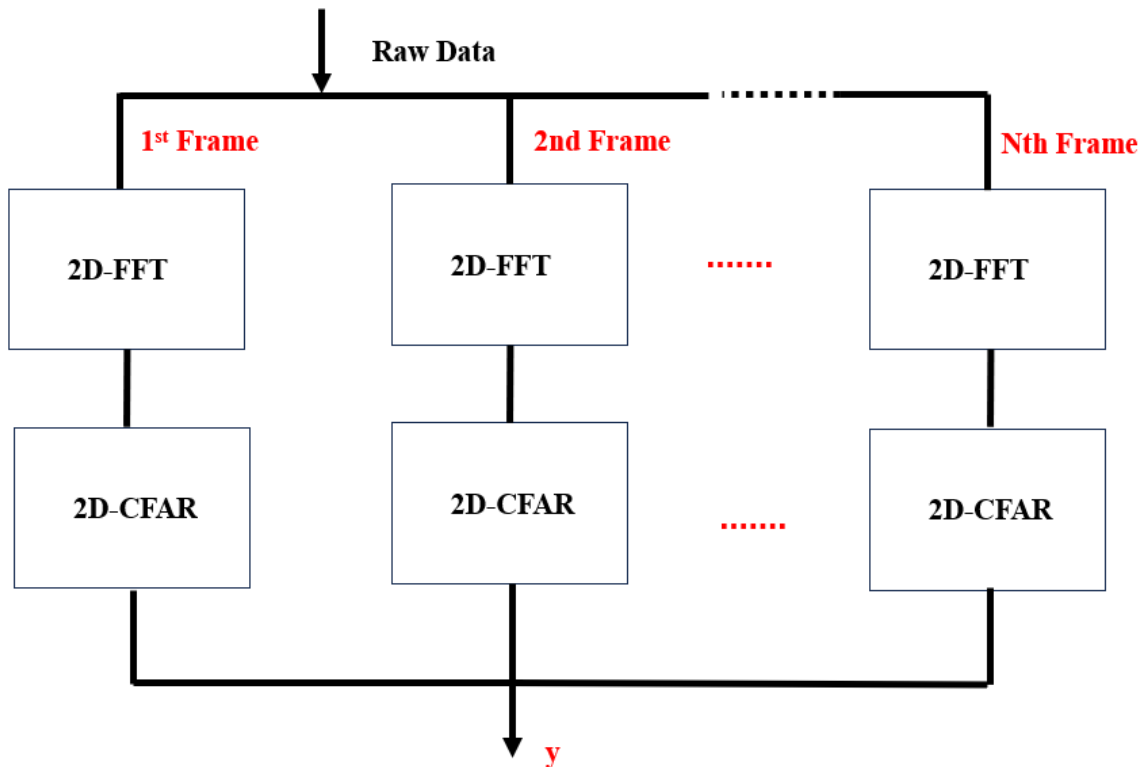 Raw Data
1st Frame
2nd Frame
Nth Frame
2D-FFT
2D-FFT
.......
2D-FFT
2D-CFAR
2D-CFAR
.......
2D-CFAR
y